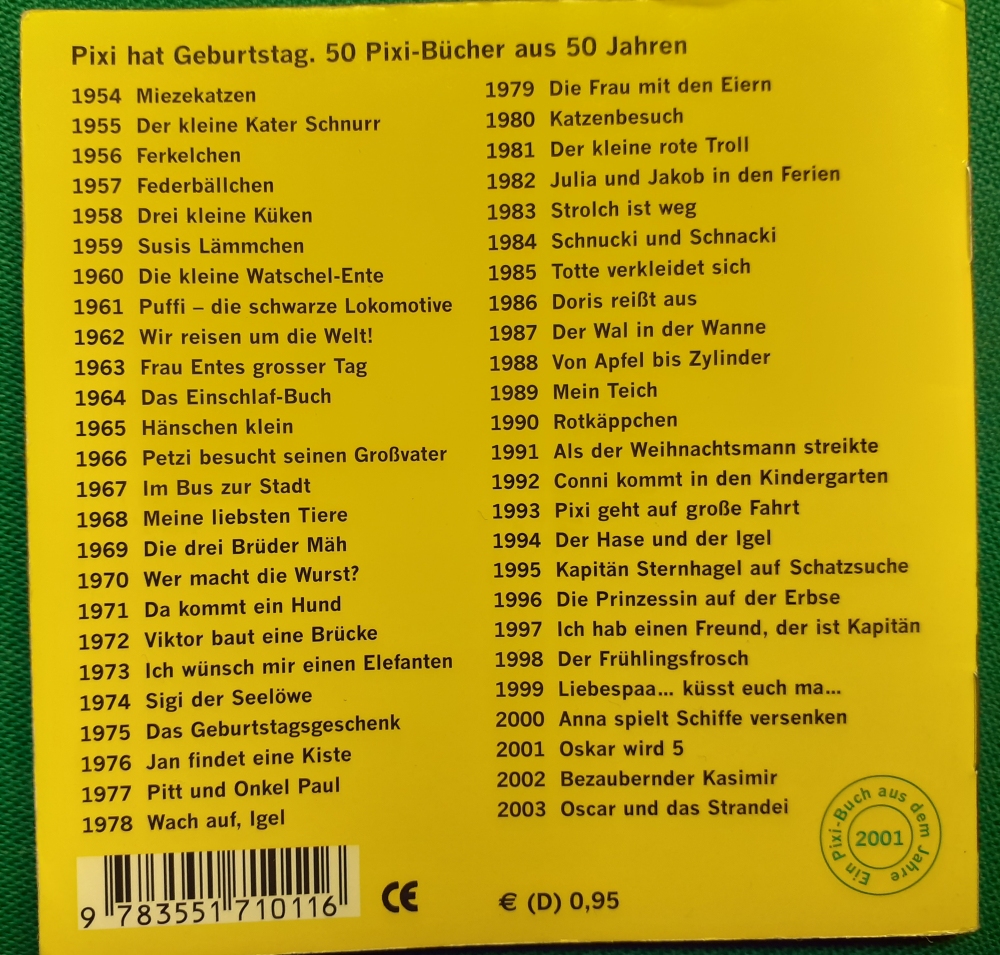 Pixi hat Geburtstag. 50 Pixi-Bücher aus 50 Jahren
1954 Miezekatzen
1955 Der kleine Kater Schnurr
1956 Ferkelchen
1957 Federbällchen
1958 Drei kleine Küken
1959 Susis Lämmchen
1960 Die kleine Watschel-Ente
1961 Puffi – die schwarze Lokomotive
1962 Wir reisen um die Welt!
1963 Frau Entes grosser Tag
1964 Das Einschlaf-Buch
1965 Hänschen klein
1966 Petzi besucht seinen Großvater
1967 Im Bus zur Stadt
1968 Meine liebsten Tiere
1969 Die drei Brüder Mäh
1970 Wer macht die Wurst?
1971 Da kommt ein Hund
1972 Viktor baut eine Brücke
1973 Ich wünsch mir einen Elefanten
1974 Sigi der Seelöwe
1975 Das Geburtstagsgeschenk
1976 Jan findet eine Kiste
1977 Pitt und Onkel Paul
1978 Wach auf, Igel
1979 Die Frau mit den Eiern
1980 Katzenbesuch
1981 Der kleine rote Troll
1982 Julia und Jakob in den Ferien
1983 Strolch ist weg
1984 Schnucki und Schnacki
1985 Totte verkleidet sich
1986 Doris reißt aus
1987 Der Wal in der Wanne
1988 Von Apfel bis Zylinder
1989 Mein Teich
1990 Rotkäppchen
1991 Als der Weihnachtsmann streikte
1992 Conni kommt in den Kindergarten
1993 Pixi geht auf große Fahrt
1994 Der Hase und der Igel
1995 Kapitän Sternhagel auf Schatzsuche
1996 Die Prinzessin auf der Erbse
1997 Ich hab einen Freund, der ist Kapitän
1998 Der Frühlingsfrosch
1999 Liebespaa... küsst euch ma...
2000 Anna spielt Schiffe versenken
2001 Oskar wird 5
2002 Bezaubernder Kasimir
2003 Oscar und das Strandei
Ein Pixi-Buch aus dem Jahre
2001
9 783551 710116
CE
€ (D) 0,95